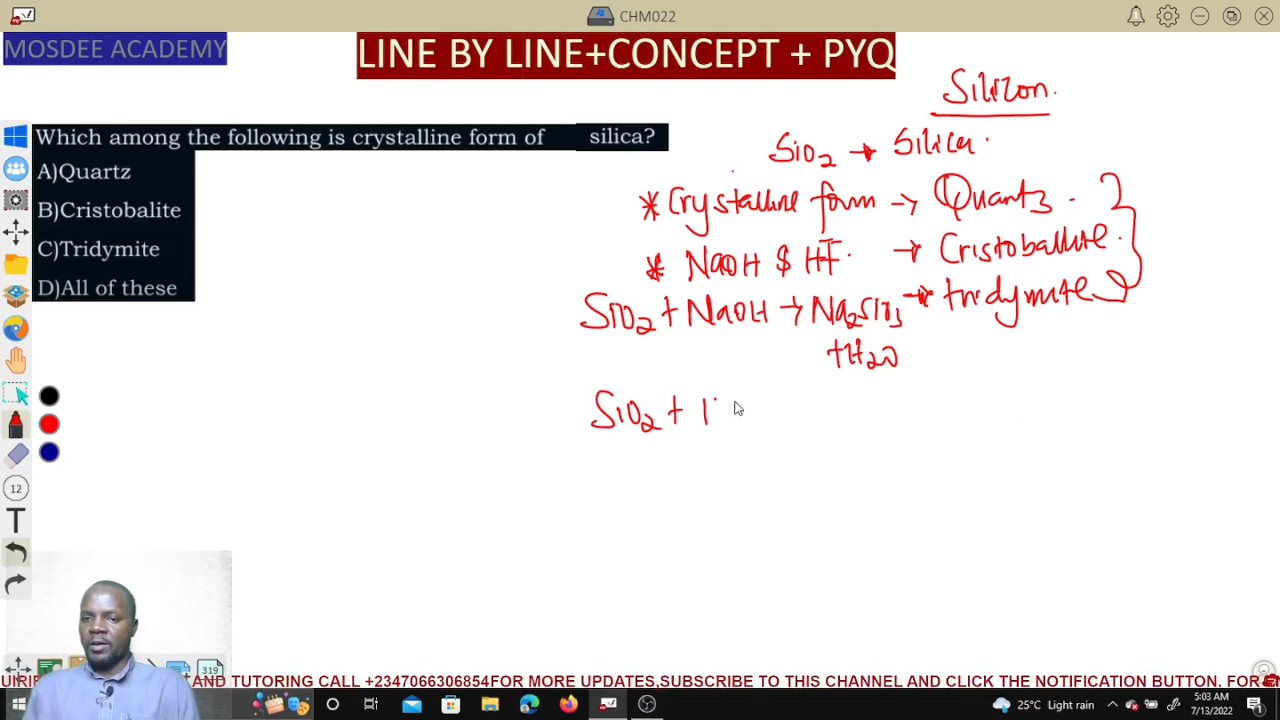 CHM022
MOSDEE ACADEMY
LINE BY LINE+CONCEPT + PYQ
Silizon.
Which among the following is crystalline form of silica?
A)Quartz
B)Cristobalite
C)Tridymite
D)All of these
SiO2 → Silica.
* Crystalline form → Quartz.
* NaOH $ HF. → Cristoballite.
SiO2 + NaOH → Na2SiO3 → tridymite
+H2O
SiO2 +
12
T
319
AND TUTORING CALL +2347066306854FOR MORE UPDATES,SUBSCRIBE TO THIS CHANNEL AND CLICK THE NOTIFICATION BUTTON. FOR
25°C Light rain
5:03 AM
7/13/2022